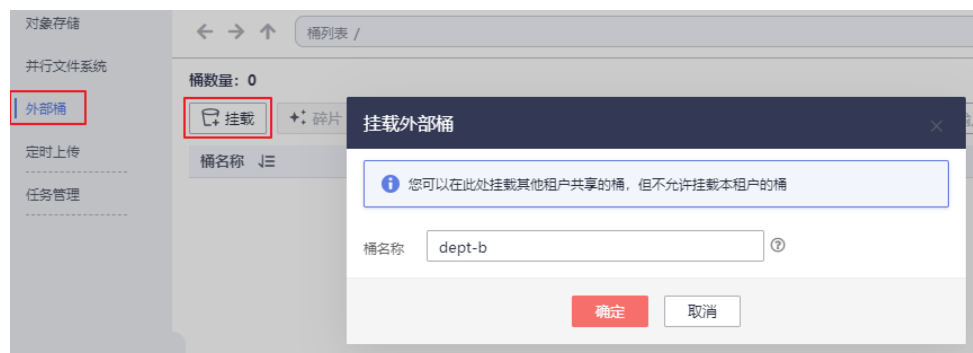 对象存储
并行文件系统
外部桶
定时上传
任务管理
桶列表 /
桶数量：0
挂载
碎片
桶名称
挂载外部桶
您可以在此处挂载其他租户共享的桶，但不允许挂载本租户的桶
桶名称
dept-b
确定
取消